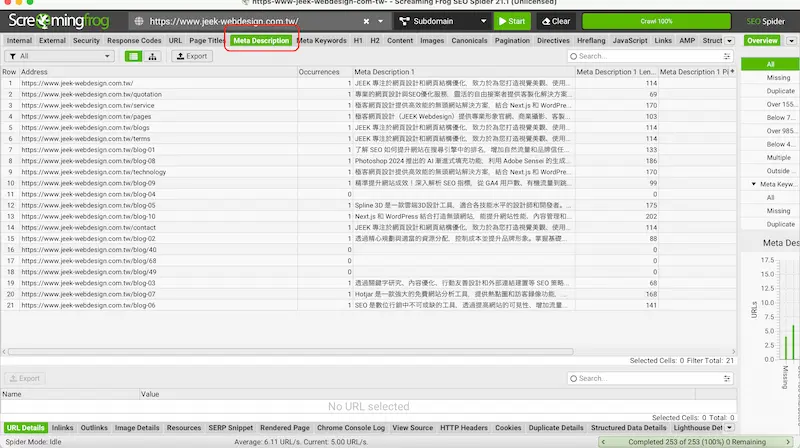 https-www-jeek-webdesign-com-tw- - Screaming Frog SEO Spider 21.1 (Unlicensed)
Screamingfrog https://www.jeek-webdesign.com.tw/ Subdomain Start Clear Crawl 100% SEO Spider
Internal External Security Response Codes URL Page Titles Meta Description Meta Keywords H1 H2 Content Images Canonicals Pagination Directives Hreflang JavaScript Links AMP Struct Overview
All Export Search...
Row Address Occurrences Meta Description 1 Meta Description 1 Len... Meta Description 1 Pi
1 https://www.jeek-webdesign.com.tw/ 1 JEEK 專注於網頁設計和網頁結構優化, 致力於為您打造視覺美觀、使用... 114
2 https://www.jeek-webdesign.com.tw/quotation 1 專業的網頁設計與SEO優化服務, 靈活的自由接案者提供客製化解決方案... 69
3 https://www.jeek-webdesign.com.tw/service 1 極客網頁設計提供高效能的無頭網站解決方案, 結合 Next.js 和 WordPre... 170
4 https://www.jeek-webdesign.com.tw/pages 1 極客網頁設計（JEEK Webdesign）提供專業形象官網、商業攝影、客製... 103
5 https://www.jeek-webdesign.com.tw/blogs 1 JEEK 專注於網頁設計和網頁結構優化, 致力於為您打造視覺美觀、使用... 114
6 https://www.jeek-webdesign.com.tw/terms 1 JEEK 專注於網頁設計和網頁結構優化, 致力於為您打造視覺美觀、使用... 114
7 https://www.jeek-webdesign.com.tw/blog-01 1 了解 SEO 如何提升網站在搜尋引擎中的排名, 增加自然流量和品牌信任... 133
8 https://www.jeek-webdesign.com.tw/blog-08 1 Photoshop 2024 推出的 AI 漸進式填充功能, 利用 Adobe Sensei 的生成... 186
9 https://www.jeek-webdesign.com.tw/technology 1 極客網頁設計提供高效能的無頭網站解決方案, 結合 Next.js 和 WordPre... 170
10 https://www.jeek-webdesign.com.tw/blog-09 1 精準提升網站成效！深入解析 SEO 指標, 從 GA4 用戶數、有機流量到跳... 99
11 https://www.jeek-webdesign.com.tw/blog-04 0 0
12 https://www.jeek-webdesign.com.tw/blog-05 1 Spline 3D 是一款雲端3D設計工具, 適合各技能水平的設計師和開發者。... 175
13 https://www.jeek-webdesign.com.tw/blog-10 1 Next.js 和 WordPress 結合打造無頭網站, 能提升網站性能、內容管理和... 202
14 https://www.jeek-webdesign.com.tw/contact 1 JEEK 專注於網頁設計和網頁結構優化, 致力於為您打造視覺美觀、使用... 114
15 https://www.jeek-webdesign.com.tw/blog-02 1 透過精心規劃與適當的資源分配, 控制成本並提升品牌形象。掌握基礎... 88
16 https://www.jeek-webdesign.com.tw/blog/40 0 0
17 https://www.jeek-webdesign.com.tw/blog/68 0 0
18 https://www.jeek-webdesign.com.tw/blog/49 0 0
19 https://www.jeek-webdesign.com.tw/blog-03 1 透過關鍵字研究、內容優化、行動友善設計和外部連結建置等 SEO 策略... 68
20 https://www.jeek-webdesign.com.tw/blog-07 1 Hotjar 是一款強大的免費網站分析工具, 提供熱點圖和訪客錄像功能, ... 168
21 https://www.jeek-webdesign.com.tw/blog-06 1 SEO 是數位行銷中不可或缺的工具, 透過提高網站的可見性、增加流量... 141
All
Missing
Duplicate
Over 155
Below 7
Over 985
Below 4
Multiple
Outside
Meta Keyw
All
Missing
Duplicate
Meta Des
17.5
15.0
12.5
10.0
7.5
5.0
2.5
0.0
URLs
Missing
Duplicate
Selected Cells: 0 Filter Total: 21
Export Search...
Name Value
No URL selected
Selected Cells: 0 Total: 0
URL Details Inlinks Outlinks Image Details Resources SERP Snippet Rendered Page Chrome Console Log View Source HTTP Headers Cookies Duplicate Details Structured Data Details Lighthouse Det
Spider Mode: Idle Average: 6.11 URL/s. Current: 5.00 URL/s. Completed 253 of 253 (100%) 0 Remaining